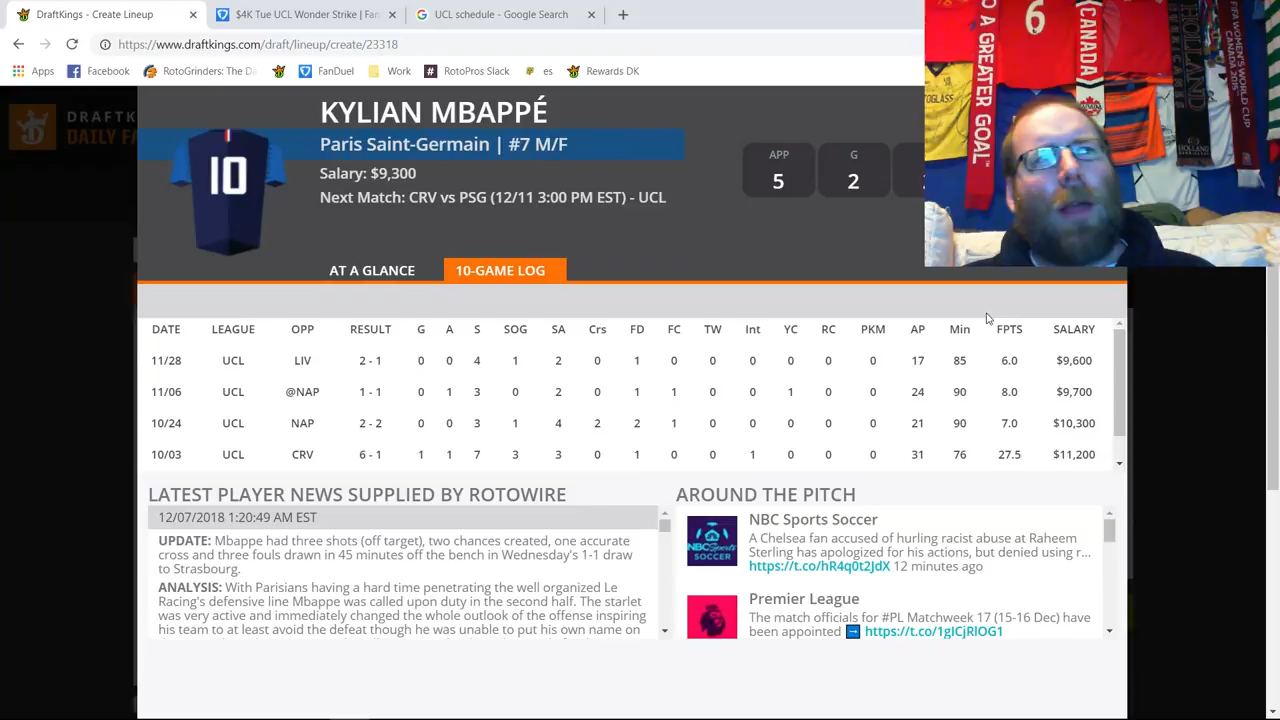 DraftKings - Create Lineup
$4K Tue UCL Wonder Strike | Fan
UCL schedule - Google Search
https://www.draftkings.com/draft/lineup/create/23318
Apps
Facebook
RotoGrinders: The Da
FanDuel
Work
RotoPros Slack
es
Rewards DK
DRAFTK
DAILY FA
KYLIAN MBAPPÉ
Paris Saint-Germain | #7 M/F
Salary: $9,300
Next Match: CRV vs PSG (12/11 3:00 PM EST) - UCL
10
APP
5
G
2
AT A GLANCE
10-GAME LOG
DATE LEAGUE OPP RESULT G A S SOG SA Crs FD FC TW Int YC RC PKM AP Min FPTS SALARY
11/28 UCL LIV 2 - 1 0 0 4 1 2 0 1 0 0 0 0 0 0 17 85 6.0 $9,600
11/06 UCL @NAP 1 - 1 0 1 3 0 2 0 1 1 0 0 1 0 0 24 90 8.0 $9,700
10/24 UCL NAP 2 - 2 0 0 3 1 4 2 2 1 0 0 0 0 0 21 90 7.0 $10,300
10/03 UCL CRV 6 - 1 1 1 7 3 3 0 1 0 0 1 0 0 0 31 76 27.5 $11,200
LATEST PLAYER NEWS SUPPLIED BY ROTOWIRE
12/07/2018 1:20:49 AM EST
UPDATE: Mbappe had three shots (off target), two chances created, one accurate
cross and three fouls drawn in 45 minutes off the bench in Wednesday's 1-1 draw
to Strasbourg.
ANALYSIS: With Parisians having a hard time penetrating the well organized Le
Racing's defensive line Mbappe was called upon duty in the second half. The starlet
was very active and immediately changed the whole outlook of the offense inspiring
his team to at least avoid the defeat though he was unable to put his own name on
AROUND THE PITCH
NBC Sports Soccer
A Chelsea fan accused of hurling racist abuse at Raheem
Sterling has apologized for his actions, but denied using r...
https://t.co/hR4q0t2JdX 12 minutes ago
Premier League
The match officials for #PL Matchweek 17 (15-16 Dec) have
been appointed ➡ https://t.co/1gICjRlOG1
O A GREATER GOAL
6
CANADA
HOLLAND
FIFA WOMEN'S WORLD CUP
CANADA 2015